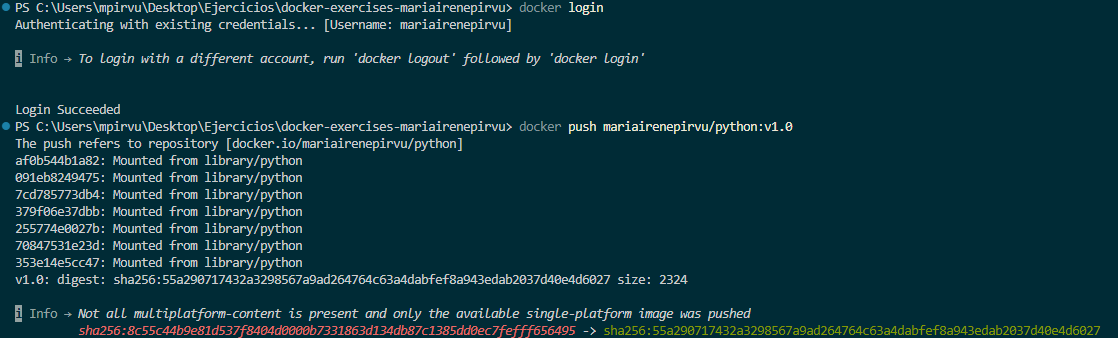 PS C:\Users\mpirvu\Desktop\Ejercicios\docker-exercises-mariairenepirvu> docker login
Authenticating with existing credentials... [Username: mariairenepirvu]
i Info → To login with a different account, run 'docker logout' followed by 'docker login'
Login Succeeded
PS C:\Users\mpirvu\Desktop\Ejercicios\docker-exercises-mariairenepirvu> docker push mariairenepirvu/python:v1.0
The push refers to repository [docker.io/mariairenepirvu/python]
af0b544b1a82: Mounted from library/python
091eb8249475: Mounted from library/python
7cd785773db4: Mounted from library/python
379f06e37dbb: Mounted from library/python
255774e0027b: Mounted from library/python
70847531e23d: Mounted from library/python
353e14e5cc47: Mounted from library/python
v1.0: digest: sha256:55a290717432a3298567a9ad264764c63a4dabfef8a943edab2037d40e4d6027 size: 2324
i Info → Not all multiplatform-content is present and only the available single-platform image was pushed
sha256:8c55c44b9e81d537f8404d0000b7331863d134db87c1385dd0ec7fefff656495 -> sha256:55a290717432a3298567a9ad264764c63a4dabfef8a943edab2037d40e4d6027